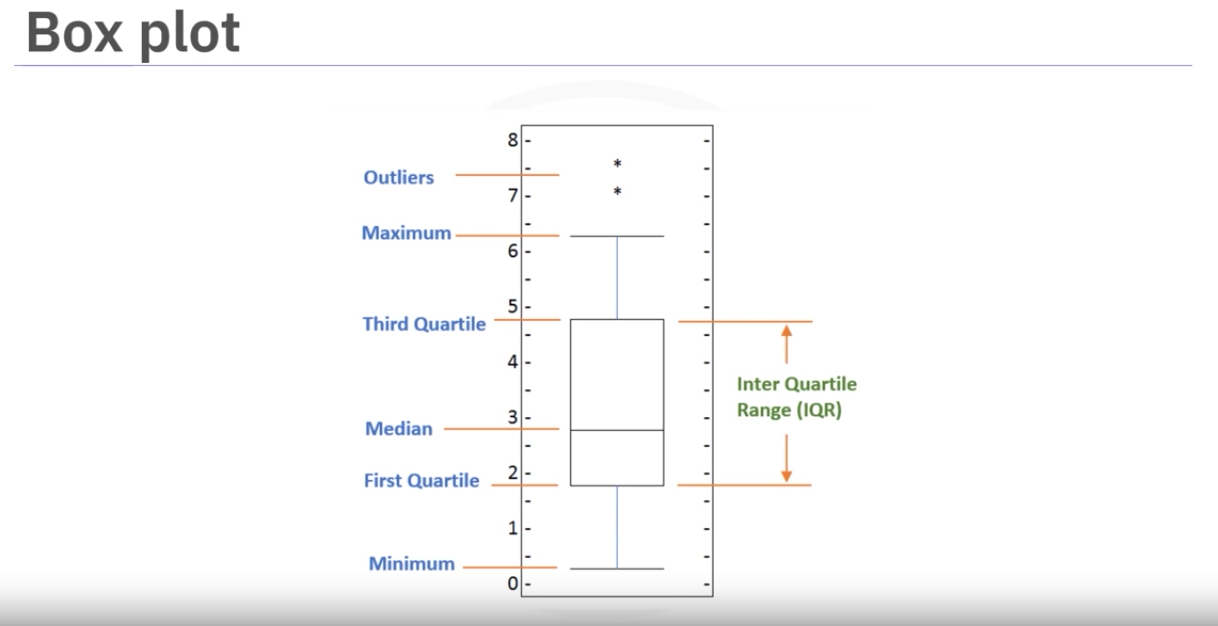 Box plot
8
Outliers
7
Maximum
6
5
Third Quartile
4
Inter Quartile
Range (IQR)
3
Median
2
First Quartile
1
Minimum
0